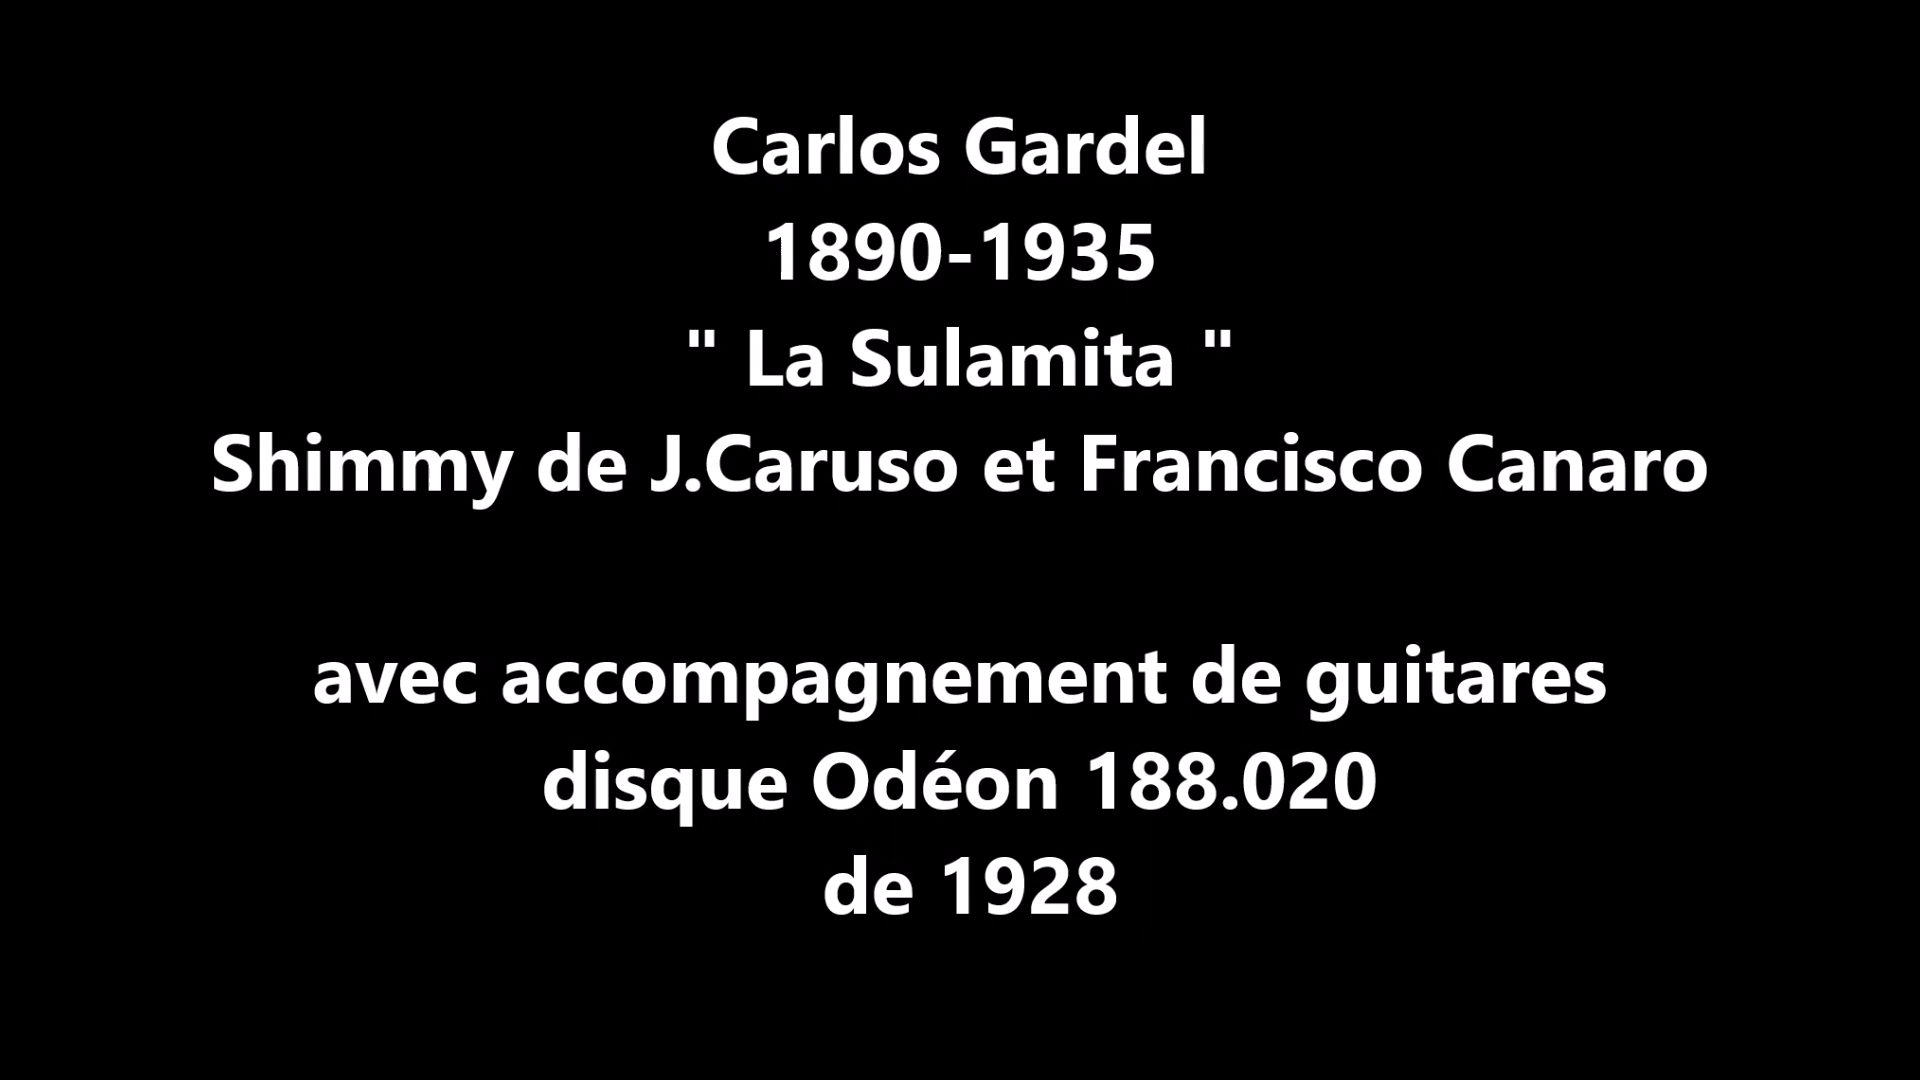 Carlos Gardel
1890-1935
" La Sulamita "
Shimmy de J.Caruso et Francisco Canaro
avec accompagnement de guitares
disque Odéon 188.020
de 1928